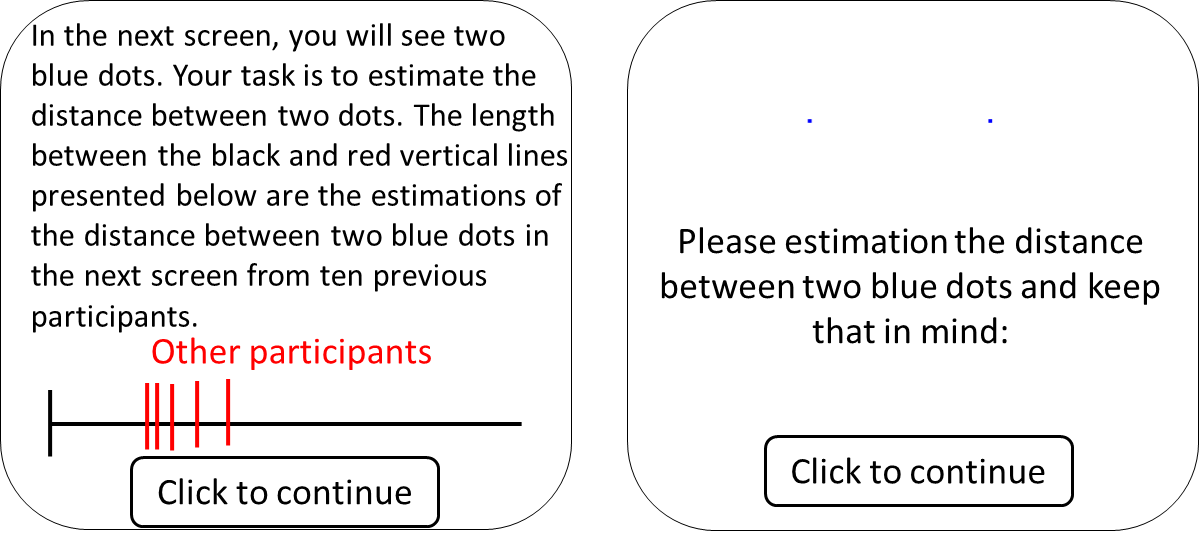 In the next screen, you will see two
blue dots. Your task is to estimate the
distance between two dots. The length
between the black and red vertical lines
presented below are the estimations of
the distance between two blue dots in
the next screen from ten previous
participants.
Other participants
Click to continue
Please estimation the distance
between two blue dots and keep
that in mind:
Click to continue